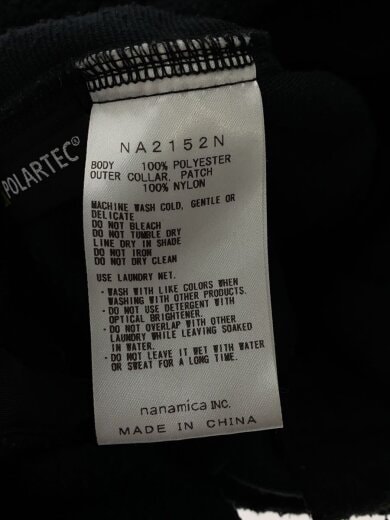 POLARTEC®
NA2152N
BODY 100% POLYESTER
OUTER COLLAR, PATCH
100% NYLON
MACHINE WASH COLD, GENTLE OR
DELICATE
DO NOT BLEACH
DO NOT TUMBLE DRY
LINE DRY IN SHADE
DO NOT IRON
DO NOT DRY CLEAN
USE LAUNDRY NET.
・WASH WITH LIKE COLORS WHEN
WASHING WITH OTHER PRODUCTS.
・DO NOT USE DETERGENT WITH
OPTICAL BRIGHTENER.
・DO NOT OVERLAP WITH OTHER
LAUNDRY WHILE LEAVING SOAKED
IN WATER.
・DO NOT LEAVE IT WET WITH WATER
OR SWEAT FOR A LONG TIME.
nanamica INC.
MADE IN CHINA